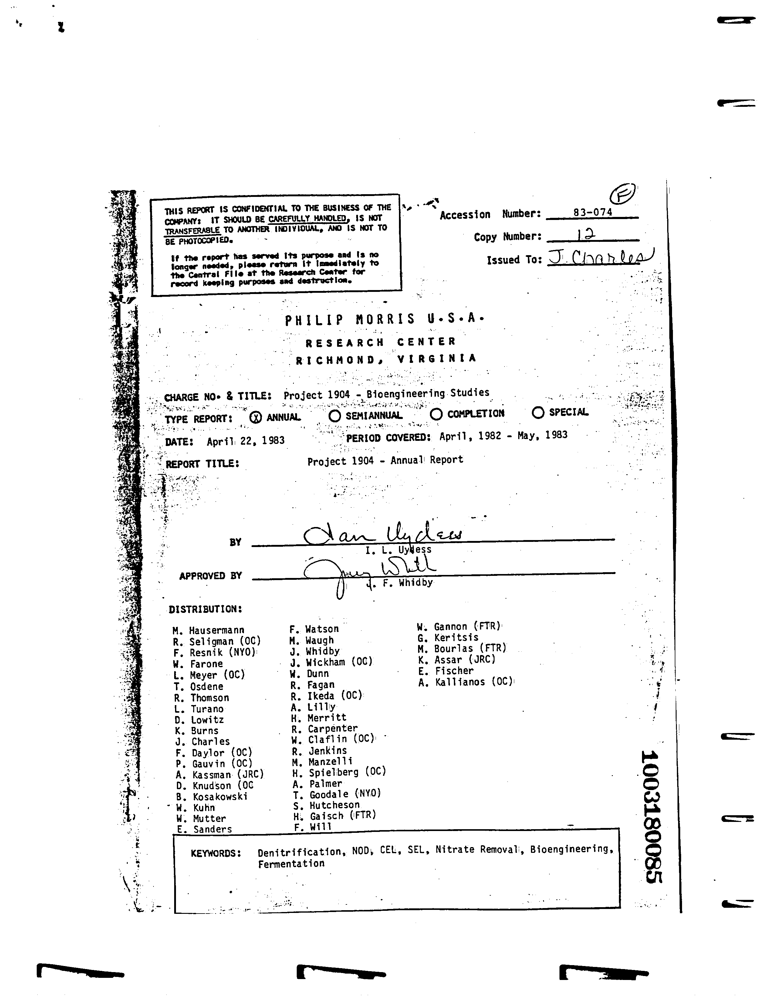 THIS REPORT IS CONFIDENTIAL TO THE BUSINESS OF THE
COMPANY: IT SHOULD BE CAREFULLY HANDLED, IS NOT
TRANSFERABLE TO ANOTHER INDIVIDUAL, AND IS NOT TO
BE PHOTOCOPIED.
If the report has served its purpose and is no
longer needed, please return it immediately to
the Central File at the Research Center for
record keeping purposes and destruction.
F
Accession Number: 83-074
Copy Number: 12
Issued To: J. Charles
PHILIP MORRIS U.S.A.
RESEARCH CENTER
RICHMOND, VIRGINIA
CHARGE NO. & TITLE: Project 1904 - Bioengineering Studies
TYPE REPORT: (X) ANNUAL O SEMIANNUAL O COMPLETION O SPECIAL
DATE: April 22, 1983 PERIOD COVERED: April, 1982 - May, 1983
REPORT TITLE: Project 1904 - Annual Report
BY Ian Uydess
I. L. Uydess
APPROVED BY
J. F. Whidby
DISTRIBUTION:
M. Hausermann
R. Seligman (OC)
F. Resnik (NYO)
W. Farone
L. Meyer (OC)
T. Osdene
R. Thomson
L. Turano
D. Lowitz
K. Burns
J. Charles
F. Daylor (OC)
P. Gauvin (OC)
A. Kassman (JRC)
D. Knudson (OC
B. Kosakowski
W. Kuhn
W. Mutter
E. Sanders
F. Watson
M. Waugh
J. Whidby
J. Wickham (OC)
W. Dunn
R. Fagan
R. Ikeda (OC)
A. Lilly
H. Merritt
R. Carpenter
W. Claflin (OC)
R. Jenkins
M. Manzelli
H. Spielberg (OC)
A. Palmer
T. Goodale (NYO)
S. Hutcheson
H. Gaisch (FTR)
F. Will
W. Gannon (FTR)
G. Keritsis
M. Bourlas (FTR)
K. Assar (JRC)
E. Fischer
A. Kallianos (OC)
KEYWORDS: Denitrification, NOD, CEL, SEL, Nitrate Removal, Bioengineering,
Fermentation
1003180085